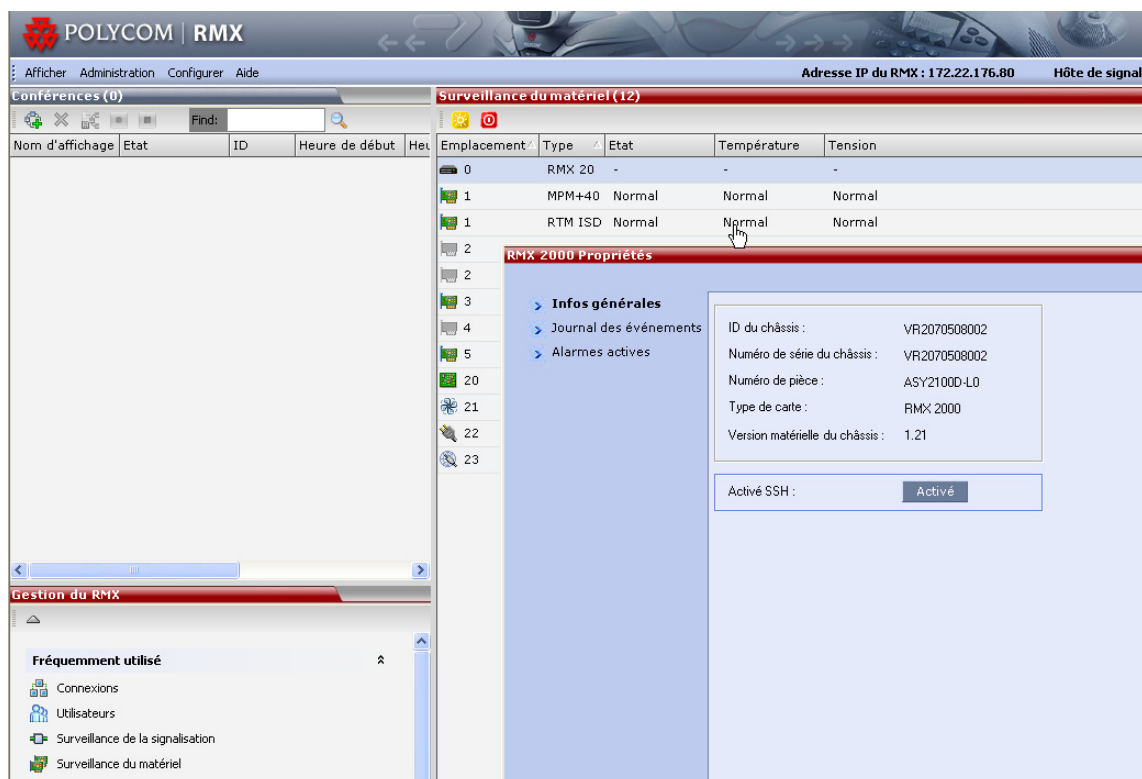 POLYCOM | RMX
Afficher Administration Configurer Aide
Adresse IP du RMX : 172.22.176.80 Hôte de signal
Conférences (0)
Find:
Nom d'affichage Etat ID Heure de début Heu
Surveillance du matériel (12)
Emplacement Type Etat Température Tension
0 RMX 20 - - -
1 MPM+40 Normal Normal Normal
1 RTM ISD Normal Normal Normal
2
2
3
4
5
20
21
22
23
RMX 2000 Propriétés
Infos générales
Journal des événements
Alarmes actives
ID du châssis : VR2070508002
Numéro de série du châssis : VR2070508002
Numéro de pièce : ASY2100D-L0
Type de carte : RMX 2000
Version matérielle du châssis : 1.21
Activé SSH : Activé
Gestion du RMX
Fréquemment utilisé
Connexions
Utilisateurs
Surveillance de la signalisation
Surveillance du matériel